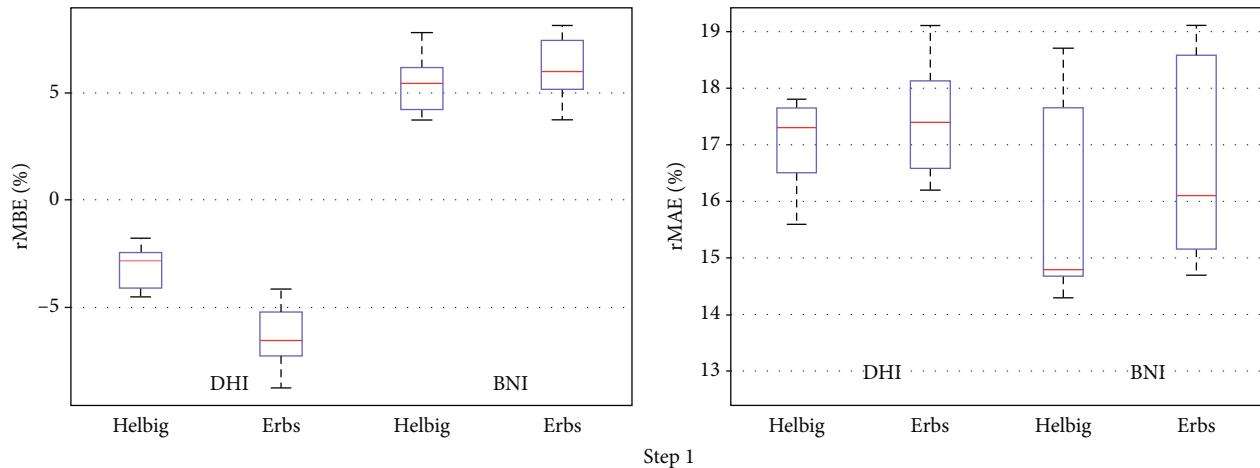 rMBE (%)
5
0
−5
DHI
BNI
Helbig
Erbs
Helbig
Erbs
rMAE (%)
19
18
17
16
15
14
13
DHI
BNI
Helbig
Erbs
Helbig
Erbs
Step 1